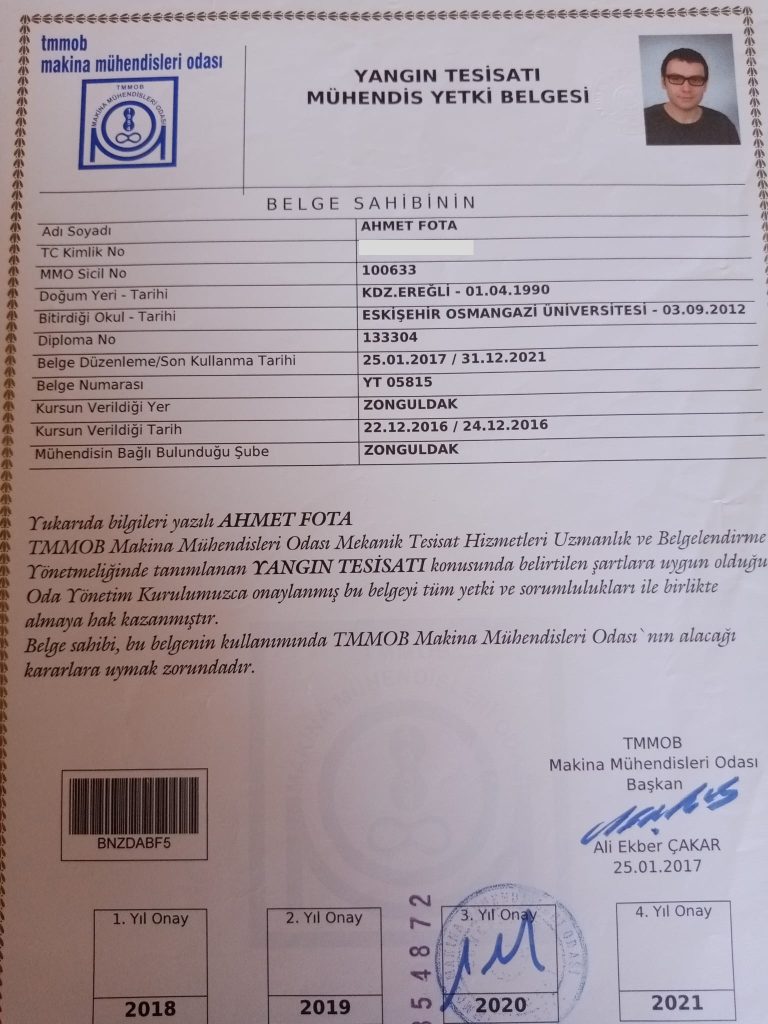 tmmob
makina mühendisleri odası
TMMOB
MAKİNA MÜHENDİSLERİ ODASI
YANGIN TESİSATI
MÜHENDİS YETKİ BELGESİ
BELGE SAHİBİNİN
Adı Soyadı AHMET FOTA
TC Kimlik No
MMO Sicil No 100633
Doğum Yeri - Tarihi KDZ.EREĞLİ - 01.04.1990
Bitirdiği Okul - Tarihi ESKİŞEHİR OSMANGAZİ ÜNİVERSİTESİ - 03.09.2012
Diploma No 133304
Belge Düzenleme/Son Kullanma Tarihi 25.01.2017 / 31.12.2021
Belge Numarası YT 05815
Kursun Verildiği Yer ZONGULDAK
Kursun Verildiği Tarih 22.12.2016 / 24.12.2016
Mühendisin Bağlı Bulunduğu Şube ZONGULDAK
Yukarıda bilgileri yazılı AHMET FOTA
TMMOB Makina Mühendisleri Odası Mekanik Tesisat Hizmetleri Uzmanlık ve Belgelendirme
Yönetmeliğinde tanımlanan YANGIN TESİSATI konusunda belirtilen şartlara uygun olduğu
Oda Yönetim Kurulumuzca onaylanmış bu belgeyi tüm yetki ve sorumlulukları ile birlikte
almaya hak kazanmıştır.
Belge sahibi, bu belgenin kullanımında TMMOB Makina Mühendisleri Odası`nın alacağı
kararlara uymak zorundadır.
TMMOB
Makina Mühendisleri Odası
Başkan
Ali Ekber ÇAKAR
25.01.2017
BNZDABF5
1. Yıl Onay 2. Yıl Onay 3. Yıl Onay 4. Yıl Onay
54872
2018 2019 2020 2021